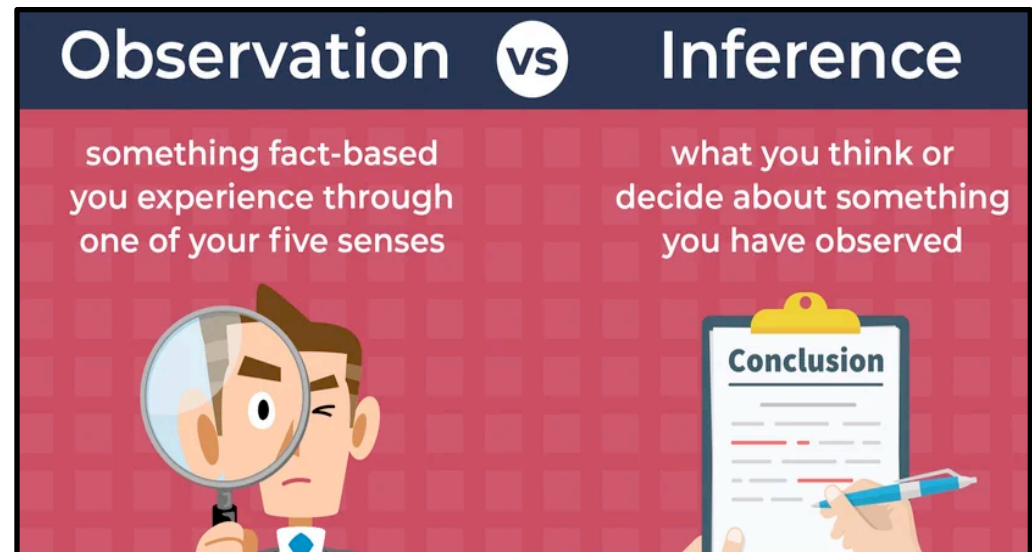 Observation vs Inference
something fact-based
you experience through
one of your five senses
what you think or
decide about something
you have observed
Conclusion